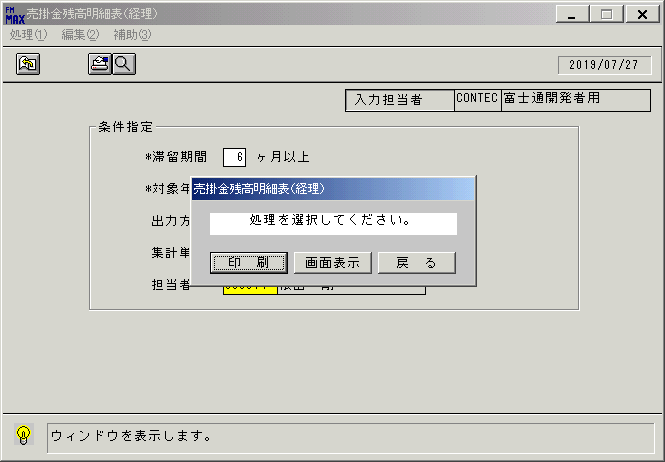 FM MAX 売掛金残高明細表(経理)
処理(1) 編集(2) 補助(3)
2019/07/27
入力担当者 CONTEC 富士通開発者用
条件指定
*滞留期間 6 ヶ月以上
*対象年
売掛金残高明細表(経理)
処理を選択してください。
出力方
集計単
印 刷 画面表示 戻 る
担当者
ウィンドウを表示します。